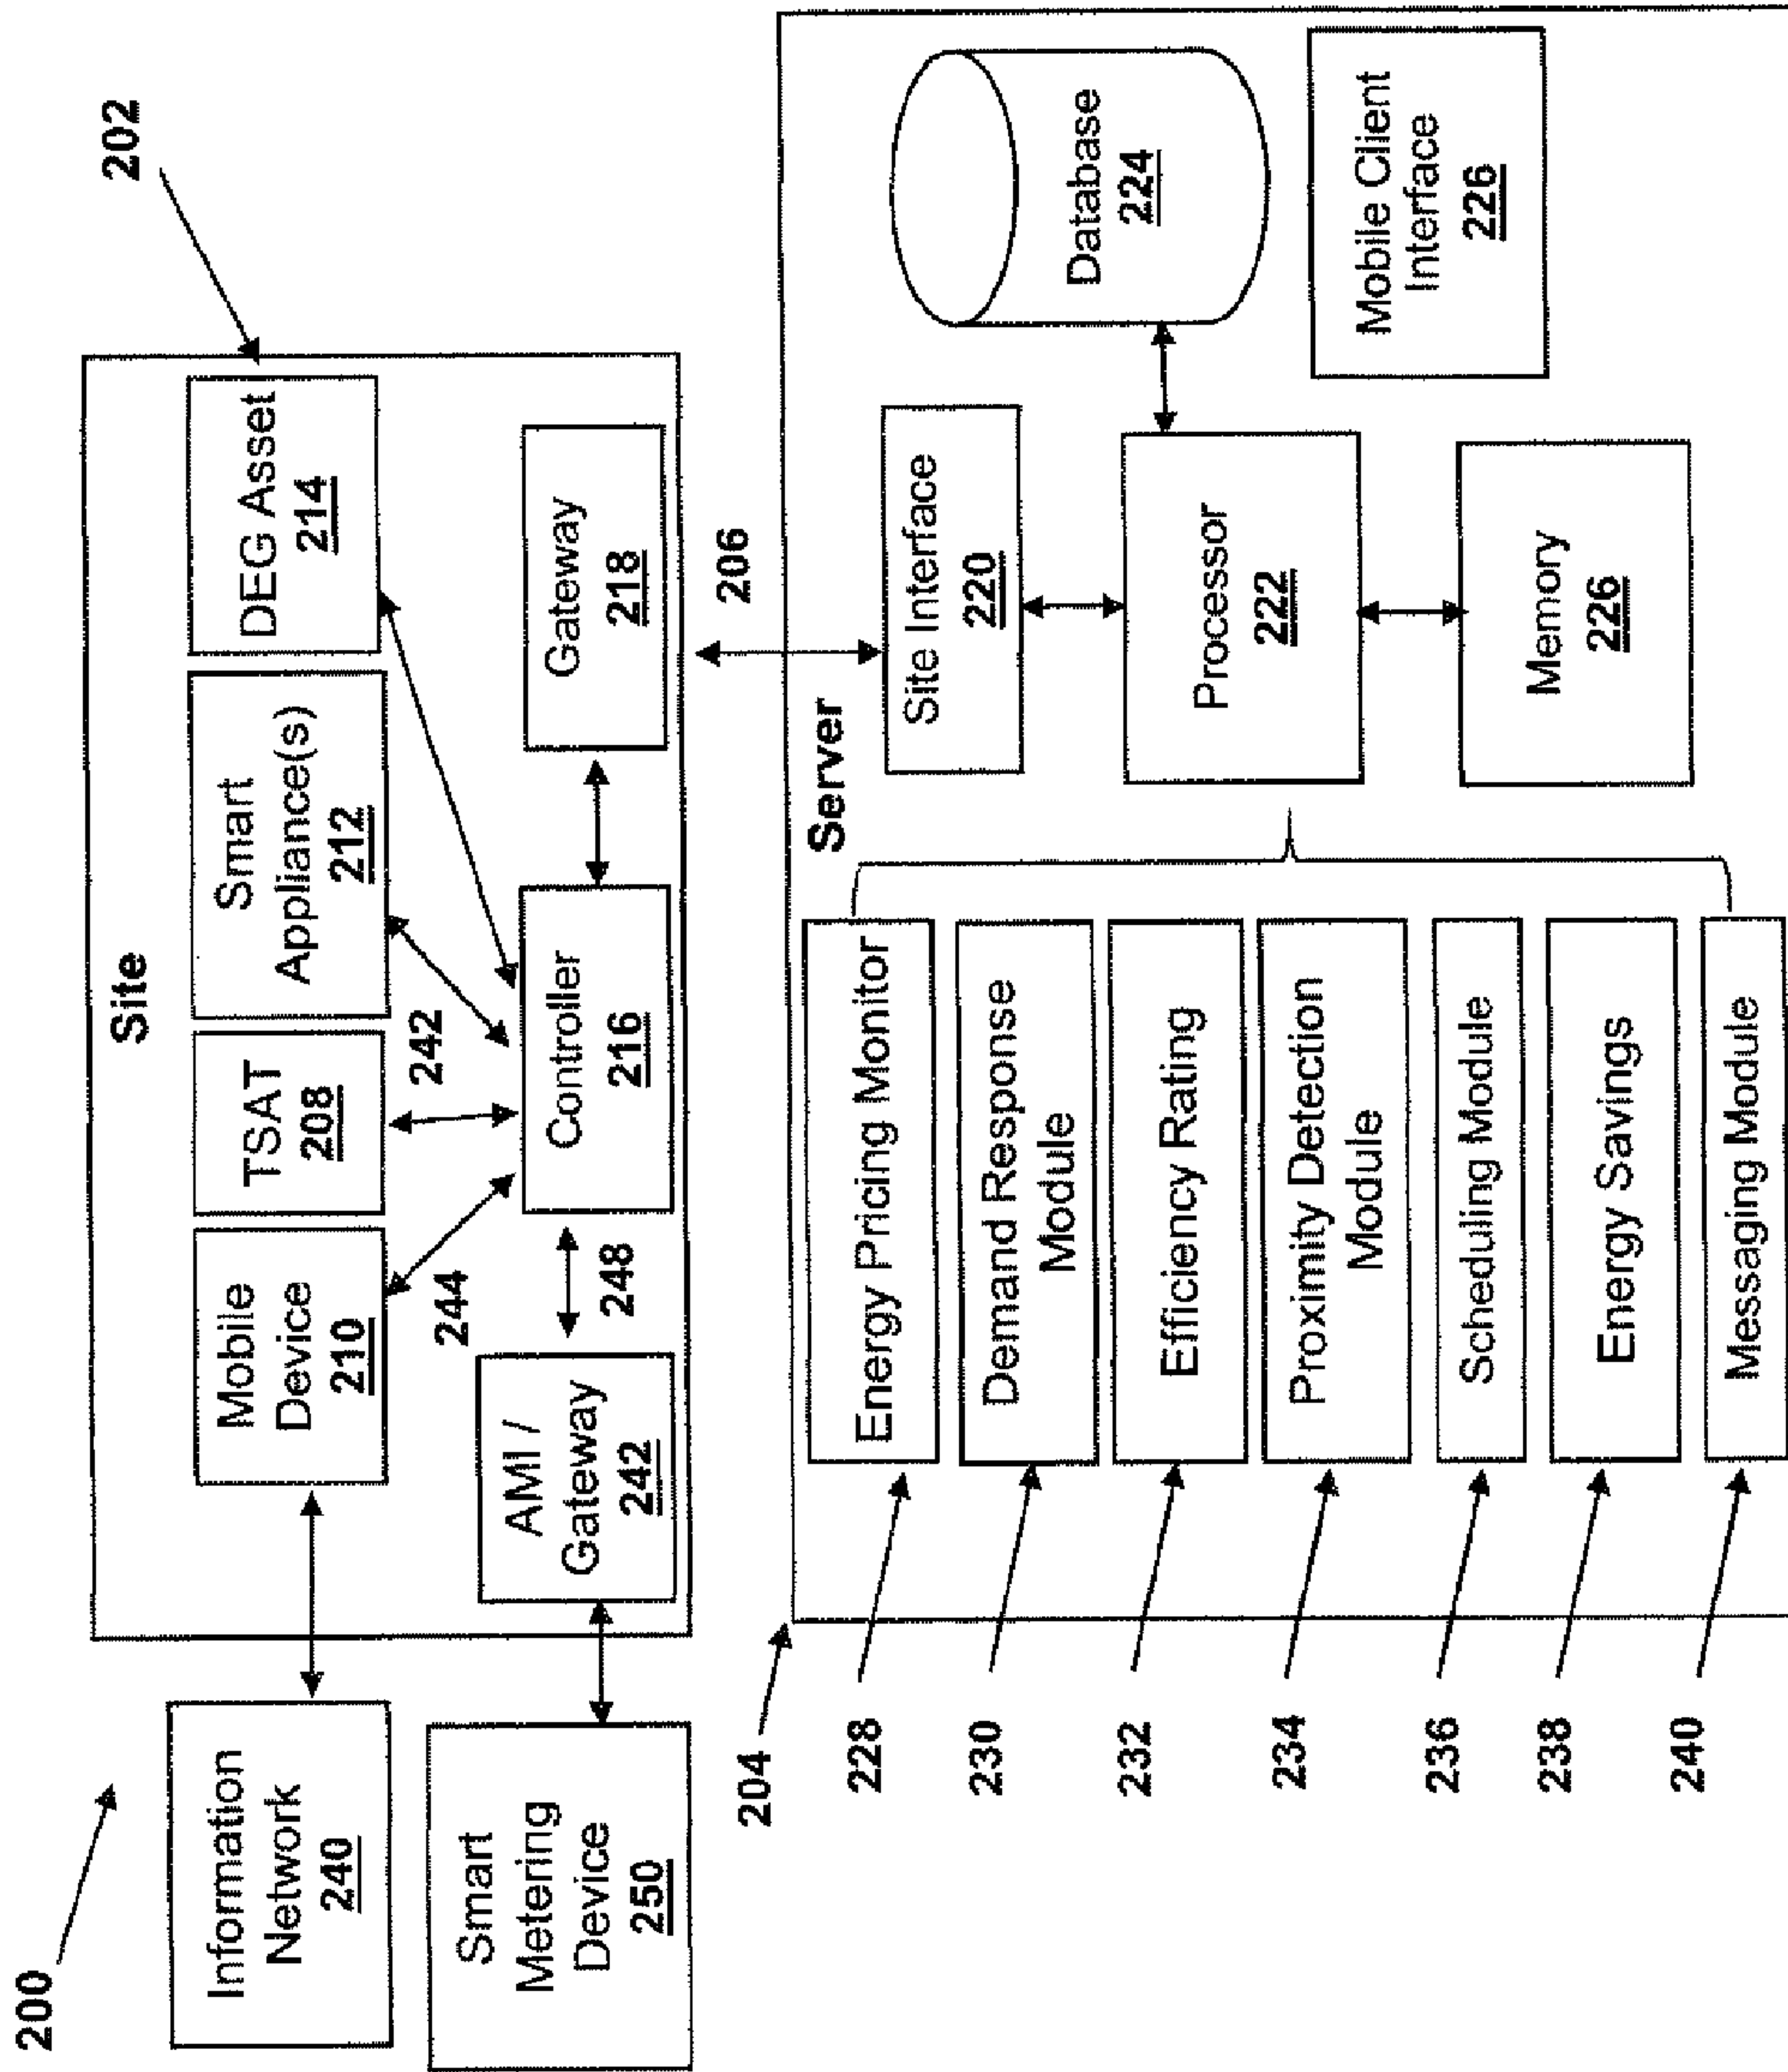 200
202
Information
Network
240
Smart
Metering
Device
250
Site
Mobile
Device
210
TSAT
208
Smart
Appliance(s)
212
DEG Asset
214
244
242
248
AMI /
Gateway
242
Controller
216
Gateway
218
206
204
Server
228
Energy Pricing Monitor
230
Demand Response
Module
232
Efficiency Rating
234
Proximity Detection
Module
236
Scheduling Module
238
Energy Savings
240
Messaging Module
Site Interface
220
Processor
222
Memory
226
Database
224
Mobile Client
Interface
226